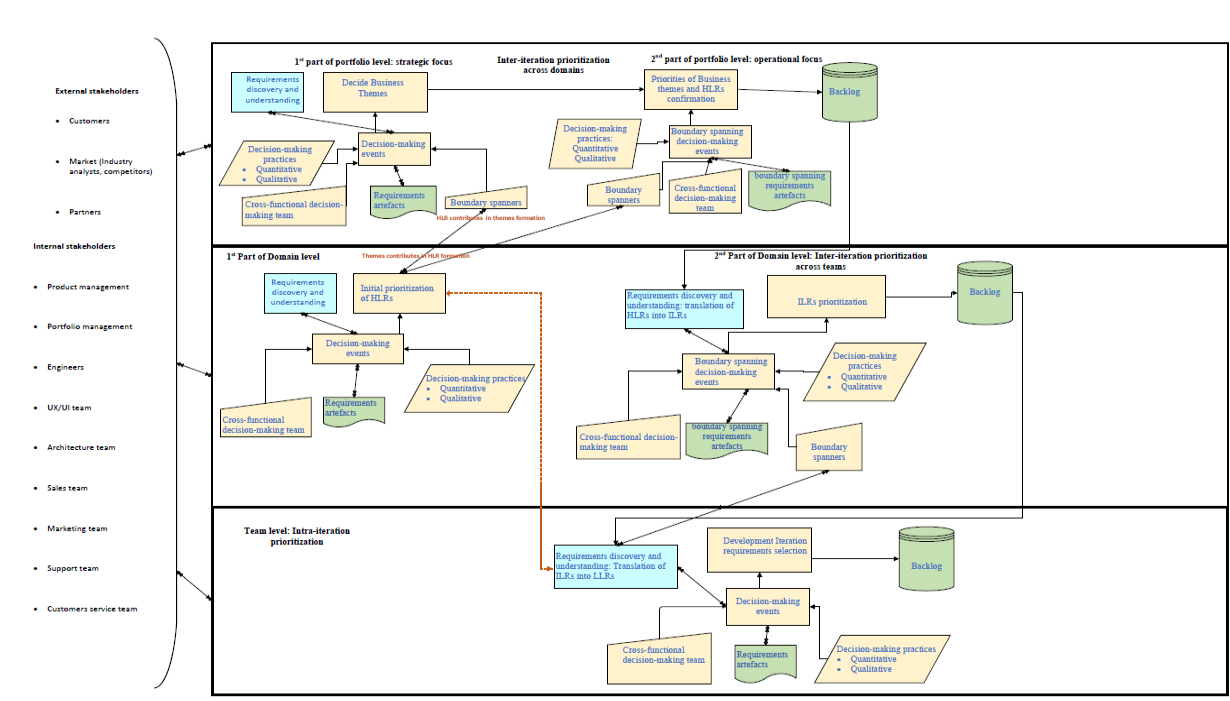 External stakeholders
• Customers
• Market (Industry
analysts, competitors)
• Partners
Internal stakeholders
• Product management
• Portfolio management
• Engineers
• UX/UI team
• Architecture team
• Sales team
• Marketing team
• Support team
• Customers service team
1st part of portfolio level: strategic focus
Inter-iteration prioritization
across domains
2nd part of portfolio level: operational focus
Requirements
discovery and
understanding
Decide Business
Themes
Priorities of Business
themes and HLRs
confirmation
Backlog
Decision-making
practices
• Quantitative
• Qualitative
Decision-making
events
Decision-making
practices:
Quantitative
Qualitative
Boundary spanning
decision-making
events
Cross-functional decision-
making team
Requirements
artefacts
Boundary spanners
Boundary
spanners
Cross-functional
decision-making
team
boundary spanning
requirements
artefacts
HLR contributes in themes formation
1st Part of Domain level
Themes contributes in HLR formation
2nd Part of Domain level: Inter-iteration prioritization
across teams
Requirements
discovery and
understanding
Initial prioritization
of HLRs
Requirements discovery and
understanding: translation of
HLRs into ILRs
ILRs prioritization
Backlog
Decision-making
events
Boundary spanning
decision-making
events
Decision-making
practices
• Quantitative
• Qualitative
Decision-making practices
• Quantitative
• Qualitative
Cross-functional
decision-making team
Requirements
artefacts
Cross-functional decision-
making team
boundary spanning
requirements
artefacts
Boundary
spanners
Team level: Intra-iteration
prioritization
Requirements discovery and
understanding: Translation of
ILRs into LLRs
Development Iteration
requirements selection
Backlog
Decision-making
events
Cross-functional
decision-making team
Requirements
artefacts
Decision-making practices
• Quantitative
• Qualitative